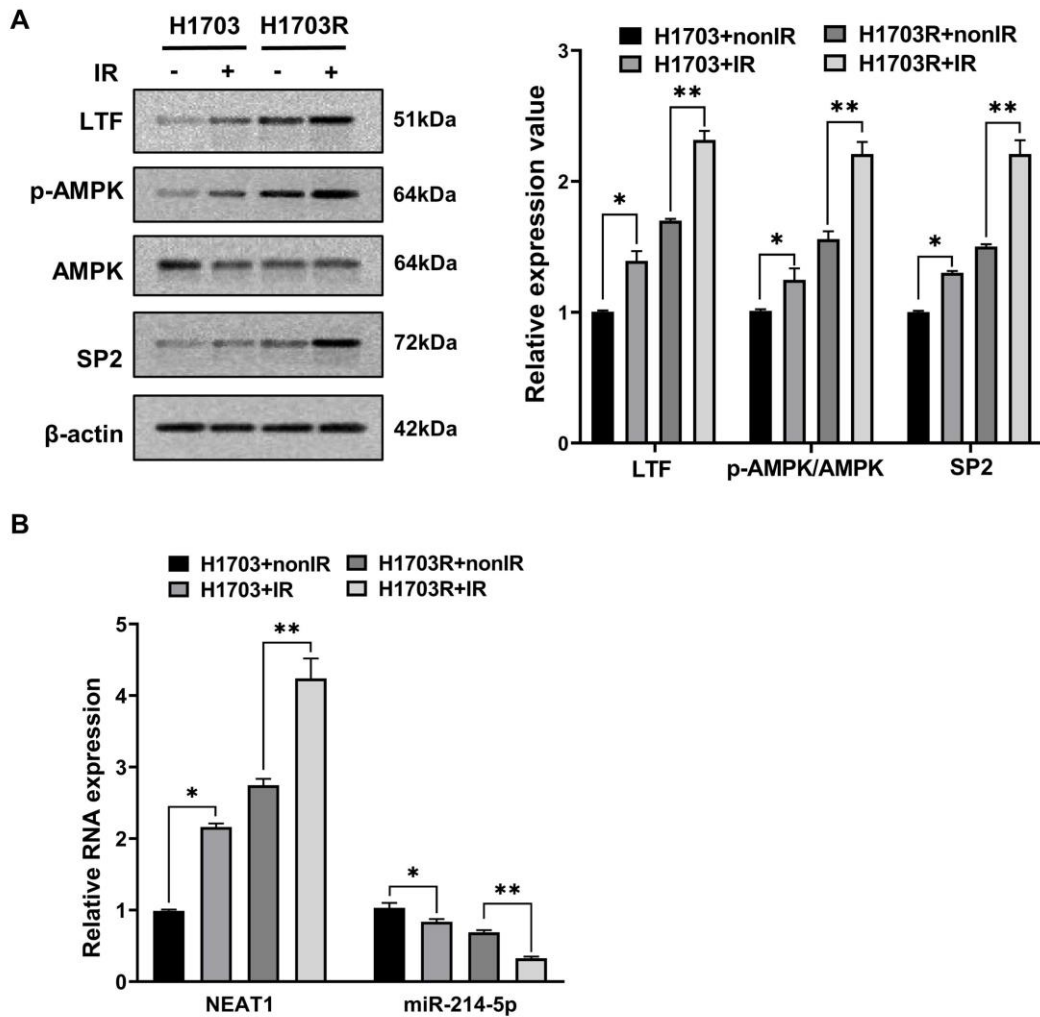 A
H1703 H1703R
IR - + - +
LTF 51kDa
p-AMPK 64kDa
AMPK 64kDa
SP2 72kDa
β-actin 42kDa
H1703+nonIR H1703R+nonIR
H1703+IR H1703R+IR
Relative expression value
3
2
1
0
* ** * ** * **
LTF p-AMPK/AMPK SP2
B
H1703+nonIR H1703R+nonIR
H1703+IR H1703R+IR
Relative RNA expression
5
4
3
2
1
0
* ** * **
NEAT1 miR-214-5p